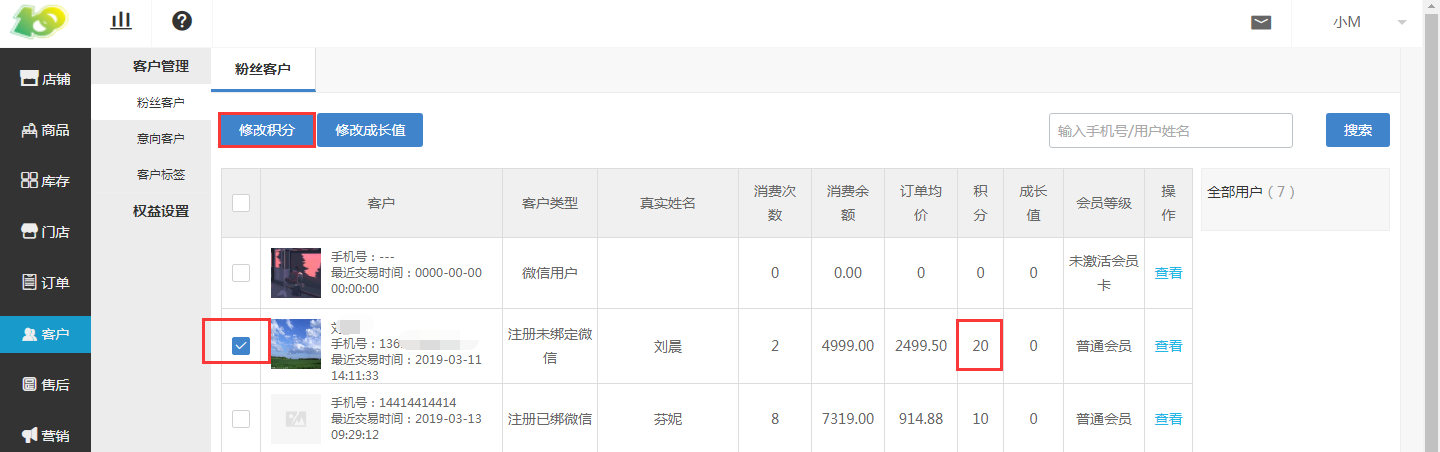 小M
店铺
商品
库存
门店
订单
客户
售后
营销
客户管理
粉丝客户
意向客户
客户标签
权益设置
粉丝客户
修改积分
修改成长值
输入手机号/用户姓名
搜索
客户
客户类型
真实姓名
消费次
数
消费余
额
订单均
价
积
分
成长
值
会员等级
操
作
全部用户（7）
手机号：---
最近交易时间：0000-00-00
00:00:00
微信用户
0
0.00
0
0
0
未激活会员
卡
查看
刘
手机号：136
最近交易时间：2019-03-11
14:11:33
注册未绑定微
信
刘晨
2
4999.00
2499.50
20
0
普通会员
查看
手机号：14414414414
最近交易时间：2019-03-13
09:29:12
注册已绑微信
芬妮
8
7319.00
914.88
10
0
普通会员
查看